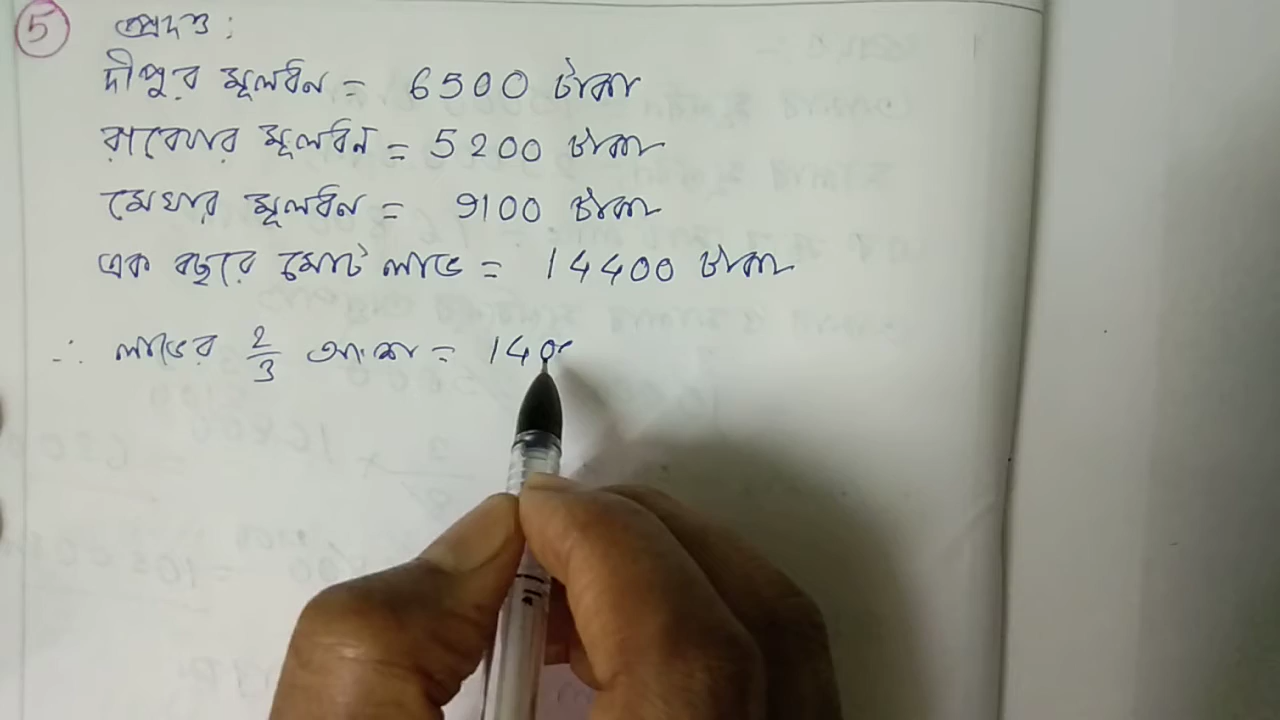 5 প্রদত্ত :
দীপুর মূলধন = 6500 টাকা
রাবেয়ার মূলধন = 5200 টাকা
মেঘার মূলধন = 9100 টাকা
এক বছরে মোট লাভ = 14400 টাকা
∴ লাভের 2/3 অংশ = 140